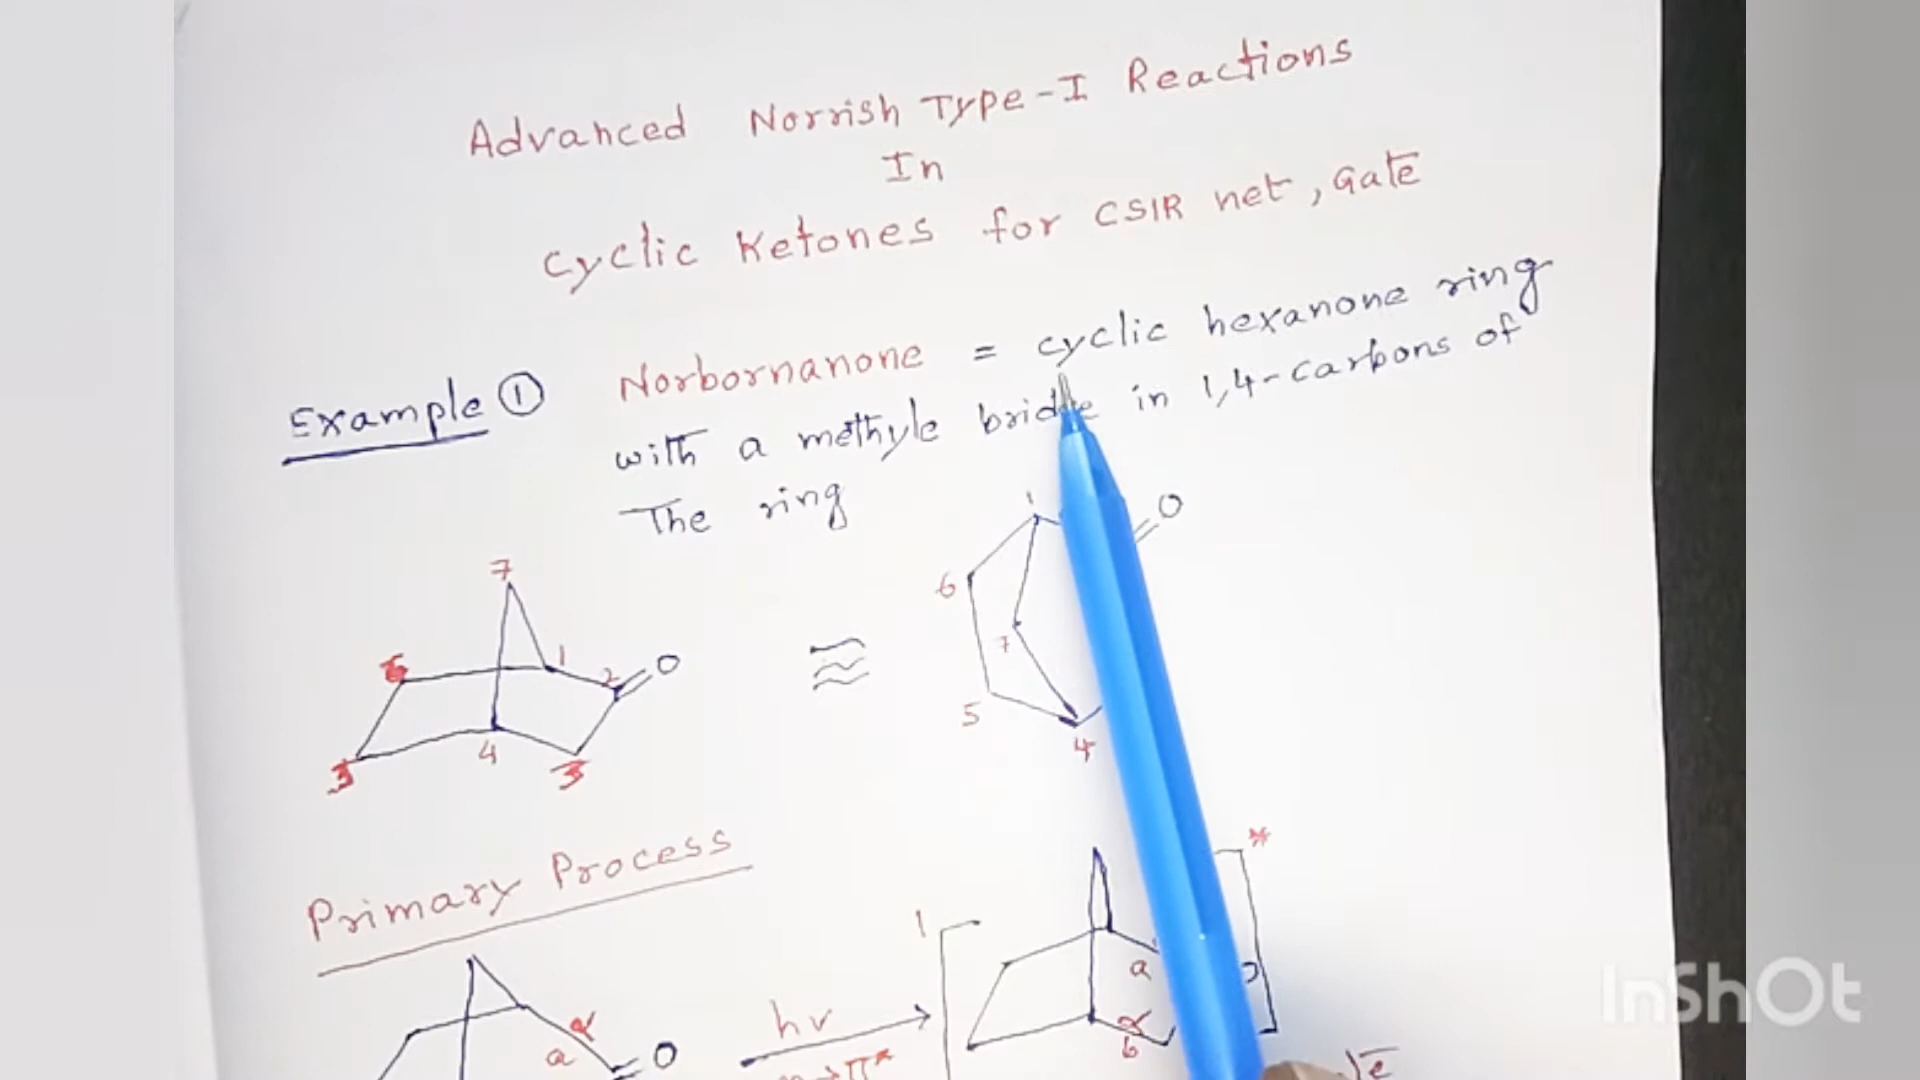 Advanced Norrish Type-I Reactions
In
Cyclic Ketones for CSIR net, Gate
Example ① Norbornanone = cyclic hexanone ring
with a methyle bridge in 1,4-carbons of
The ring
7
6 1 2 O
4 3
1 O
6
7
5
4
Primary Process
*
a
b
α
a O
hν
InShOt